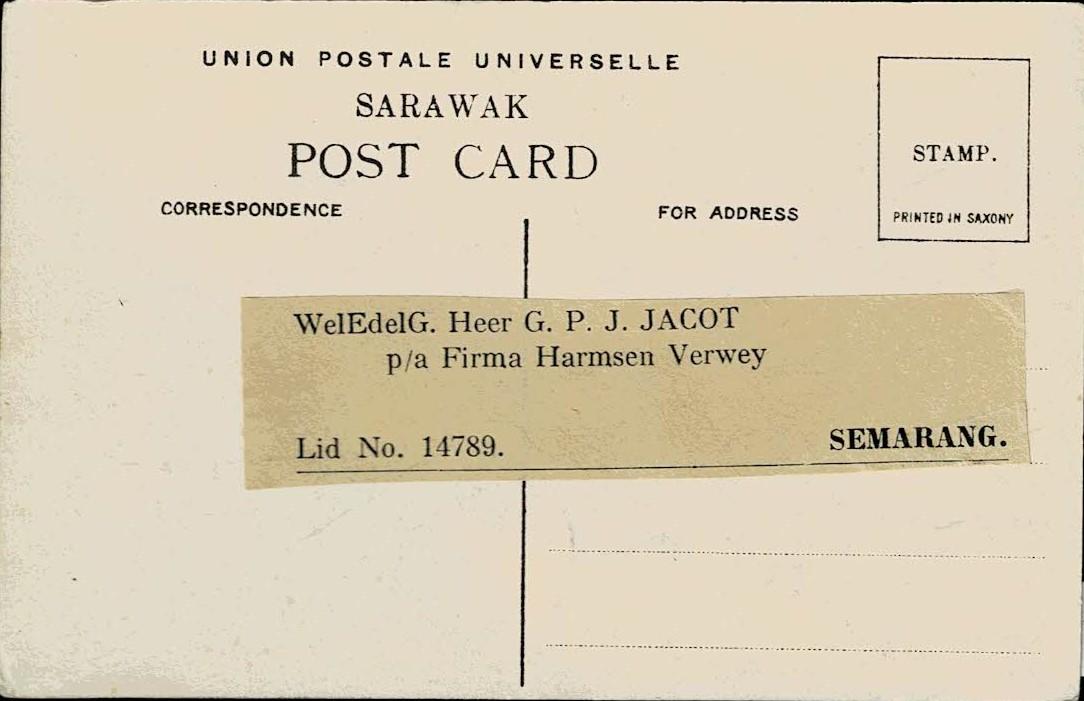 UNION POSTALE UNIVERSELLE
SARAWAK
POST CARD
CORRESPONDENCE
FOR ADDRESS
STAMP.
PRINTED IN SAXONY
WelEdelG. Heer G. P. J. JACOT
p/a Firma Harmsen Verwey
Lid No. 14789.
SEMARANG.